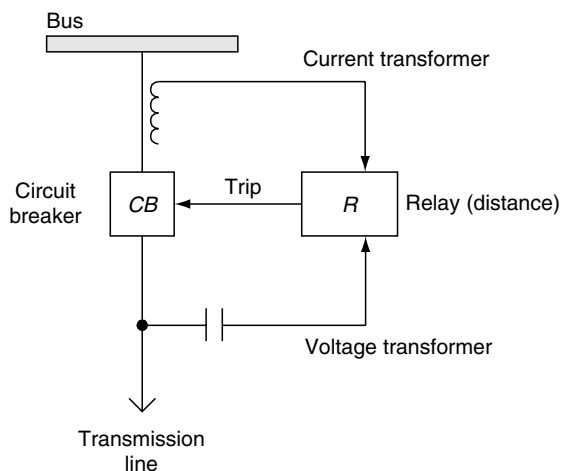 Bus
Current transformer
Circuit
breaker
CB
Trip
R
Relay (distance)
Voltage transformer
Transmission
line